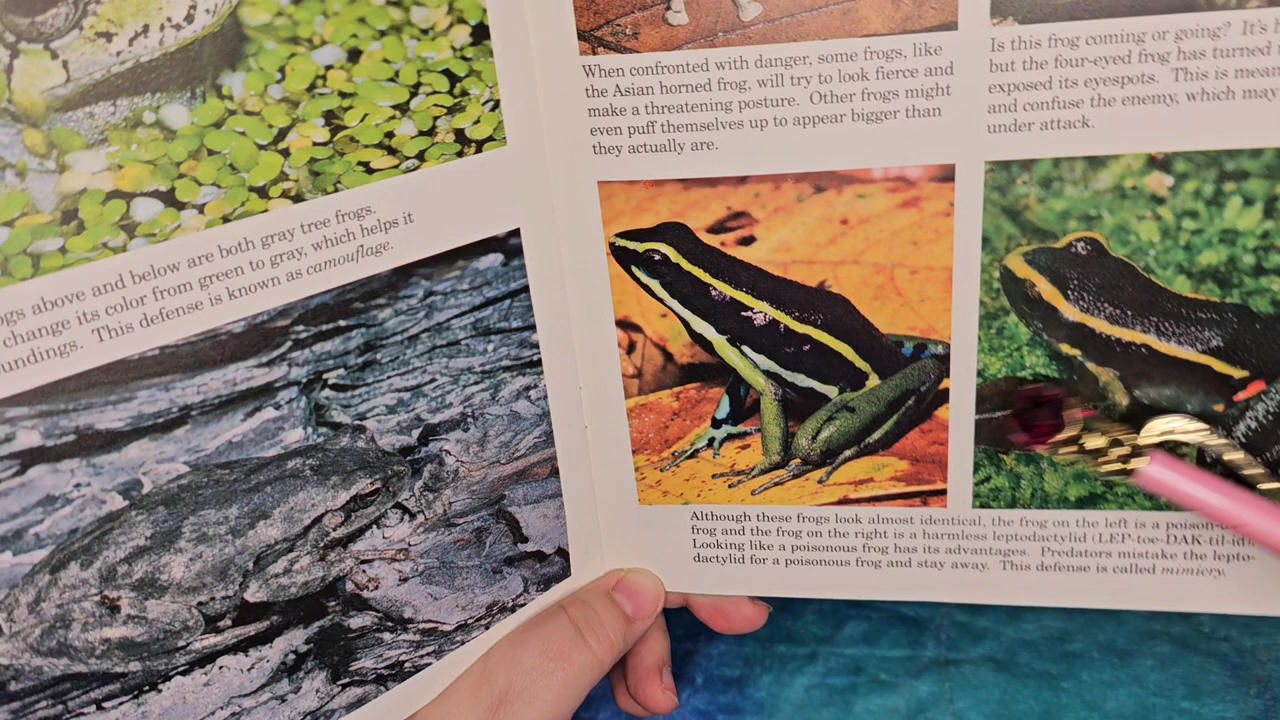 ogs above and below are both gray tree frogs.
change its color from green to gray, which helps it
oundings. This defense is known as camouflage.
When confronted with danger, some frogs, like
the Asian horned frog, will try to look fierce and
make a threatening posture. Other frogs might
even puff themselves up to appear bigger than
they actually are.
Is this frog coming or going? It's
but the four-eyed frog has turned
exposed its eyespots. This is mean
and confuse the enemy, which may
under attack.
Although these frogs look almost identical, the frog on the left is a poison-
frog and the frog on the right is a harmless leptodactylid (LEP-toe-DAK-til-id).
Looking like a poisonous frog has its advantages. Predators mistake the lepto-
dactylid for a poisonous frog and stay away. This defense is called mimicry.